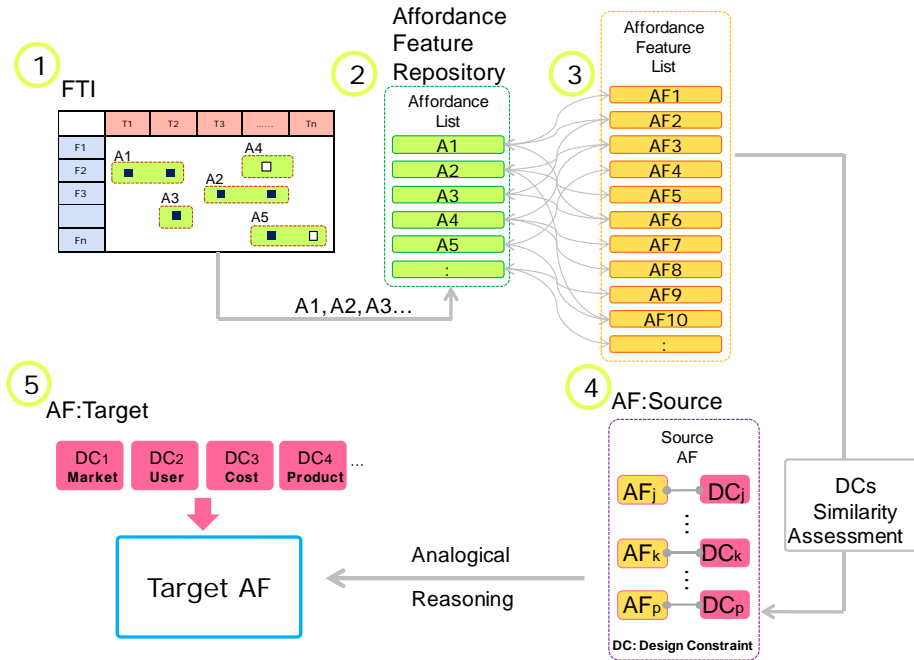 1
FTI
T1 T2 T3 ...... Tn
F1
F2
F3
Fn
A1
A4
A2
A3
A5
A1, A2, A3...
2
Affordance
Feature
Repository
Affordance
List
A1
A2
A3
A4
A5
:
3
Affordance
Feature
List
AF1
AF2
AF3
AF4
AF5
AF6
AF7
AF8
AF9
AF10
:
DCs
Similarity
Assessment
4
AF:Source
Source
AF
AFj DCj
⋮
AFk DCk
⋮
AFp DCp
DC: Design Constraint
Analogical
Reasoning
5
AF:Target
DC1 DC2 DC3 DC4 ...
Market User Cost Product
Target AF